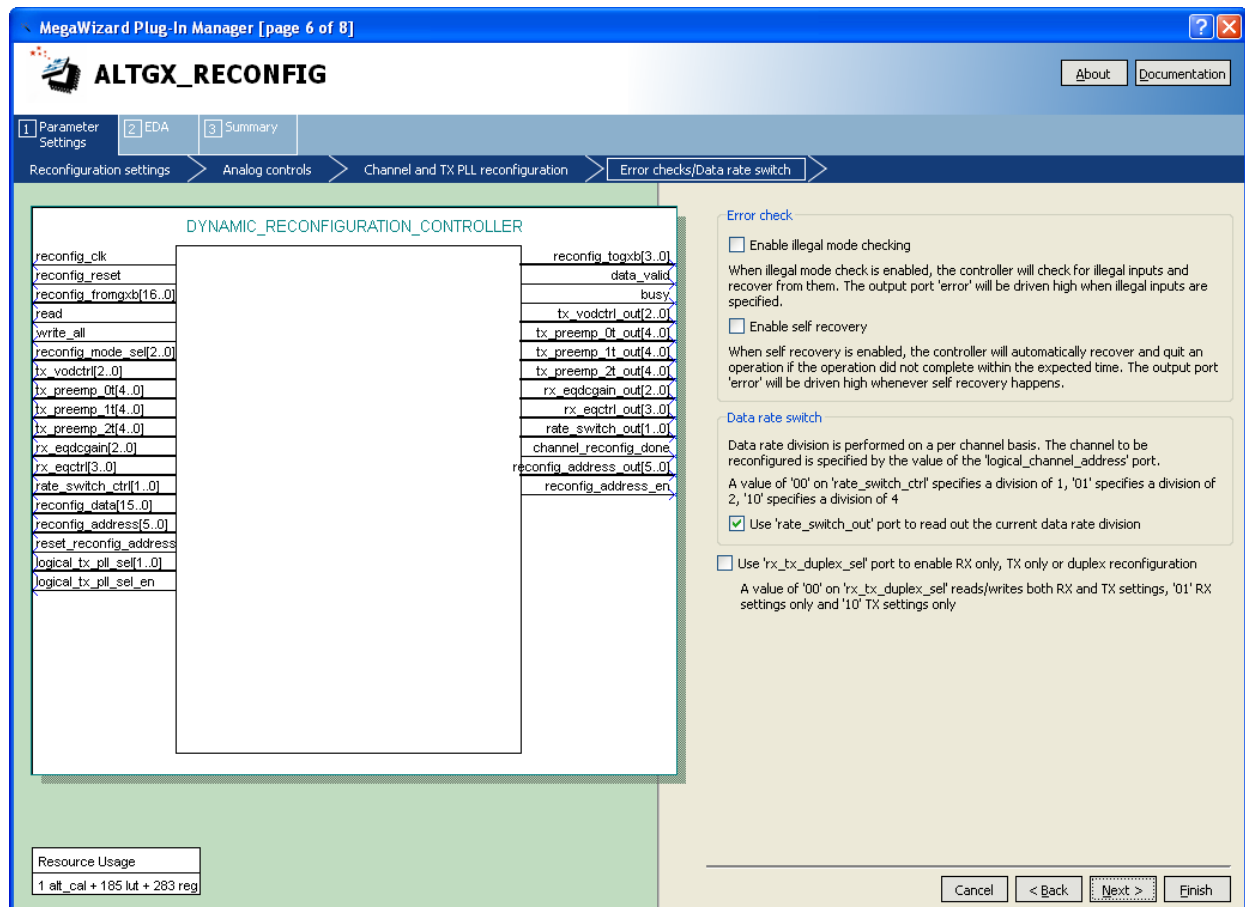 MegaWizard Plug-In Manager [page 6 of 8]
ALTGX_RECONFIG
About
Documentation
1 Parameter Settings
2 EDA
3 Summary
Reconfiguration settings
Analog controls
Channel and TX PLL reconfiguration
Error checks/Data rate switch
DYNAMIC_RECONFIGURATION_CONTROLLER
reconfig_clk
reconfig_reset
reconfig_fromgxb[16..0]
read
write_all
reconfig_mode_sel[2..0]
tx_vodctrl[2..0]
tx_preemp_0t[4..0]
tx_preemp_1t[4..0]
tx_preemp_2t[4..0]
rx_eqdcgain[2..0]
rx_eqctrl[3..0]
rate_switch_ctrl[1..0]
reconfig_data[15..0]
reconfig_address[5..0]
reset_reconfig_address
logical_tx_pll_sel[1..0]
logical_tx_pll_sel_en
reconfig_togxb[3..0]
data_valid
busy
tx_vodctrl_out[2..0]
tx_preemp_0t_out[4..0]
tx_preemp_1t_out[4..0]
tx_preemp_2t_out[4..0]
rx_eqdcgain_out[2..0]
rx_eqctrl_out[3..0]
rate_switch_out[1..0]
channel_reconfig_done
reconfig_address_out[5..0]
reconfig_address_en
Resource Usage
1 alt_cal + 185 lut + 283 reg
Error check
Enable illegal mode checking
When illegal mode check is enabled, the controller will check for illegal inputs and
recover from them. The output port 'error' will be driven high when illegal inputs are
specified.
Enable self recovery
When self recovery is enabled, the controller will automatically recover and quit an
operation if the operation did not complete within the expected time. The output port
'error' will be driven high whenever self recovery happens.
Data rate switch
Data rate division is performed on a per channel basis. The channel to be
reconfigured is specified by the value of the 'logical_channel_address' port.
A value of '00' on 'rate_switch_ctrl' specifies a division of 1, '01' specifies a division of
2, '10' specifies a division of 4
Use 'rate_switch_out' port to read out the current data rate division
Use 'rx_tx_duplex_sel' port to enable RX only, TX only or duplex reconfiguration
A value of '00' on 'rx_tx_duplex_sel' reads/writes both RX and TX settings, '01' RX
settings only and '10' TX settings only
Cancel
< Back
Next >
Finish